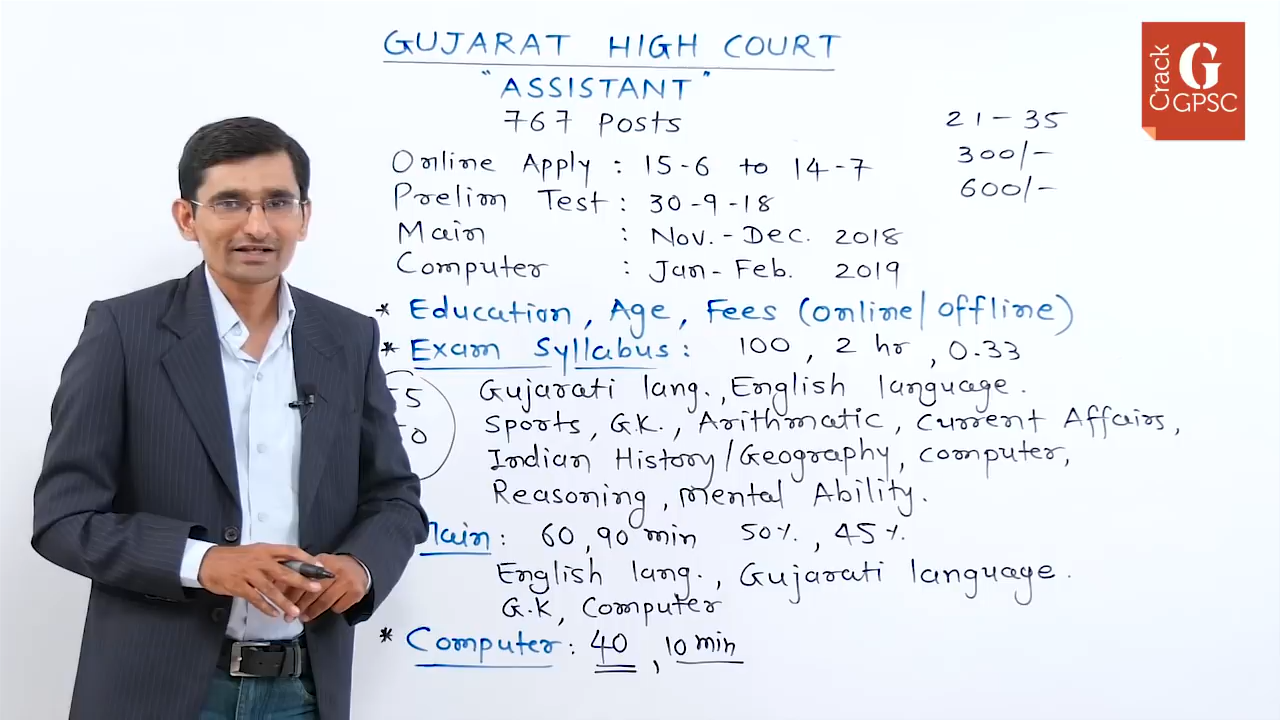 GUJARAT HIGH COURT
"ASSISTANT"
767 Posts
21 - 35
300/-
600/-
Online Apply : 15-6 to 14-7
Prelim Test : 30-9-18
Main : Nov.-Dec. 2018
Computer : Jan-Feb. 2019
* Education, Age, Fees (online/offline)
* Exam Syllabus : 100, 2 hr, 0.33
Gujarati lang., English language.
Sports, G.K., Arithmatic, Current Affairs,
Indian History/Geography, computer,
Reasoning, mental Ability.
Main : 60, 90 min 50%, 45%.
English lang., Gujarati language.
G.K, Computer
* Computer : 40, 10 min
Crack
G
GPSC